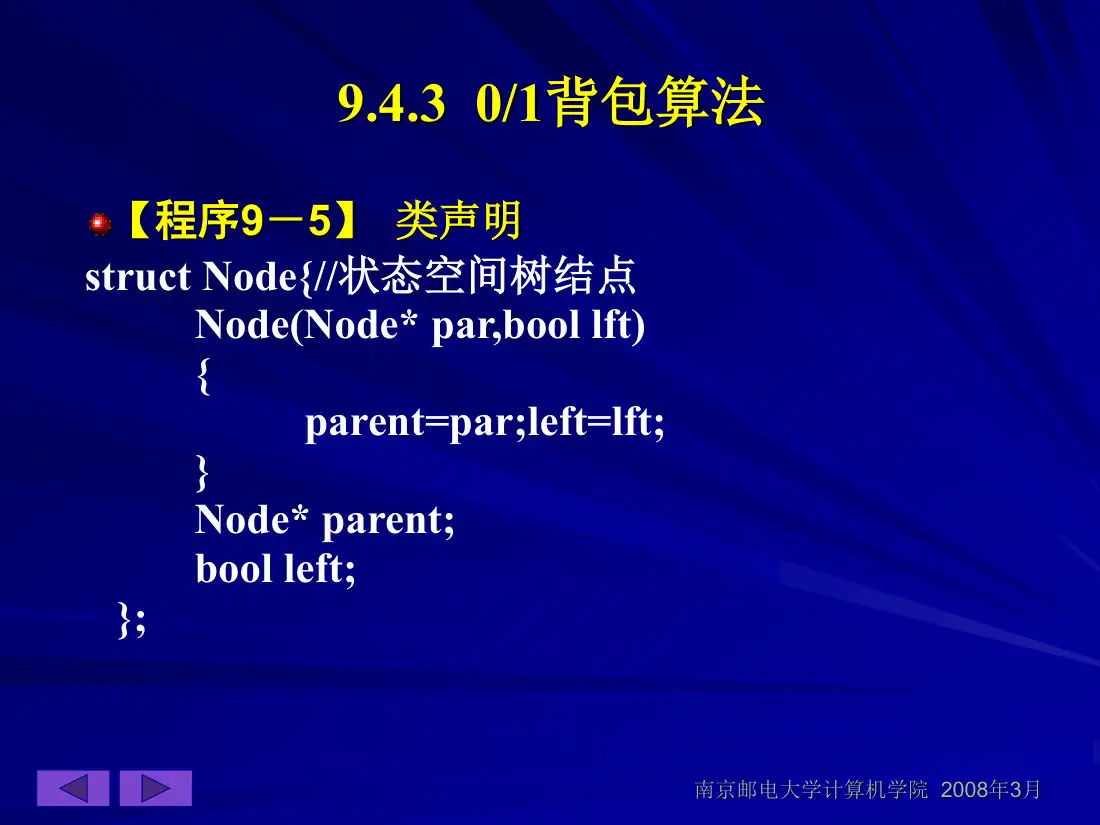 9.4.3 0/1背包算法
【程序9－5】 类声明
struct Node{//状态空间树结点
Node(Node* par,bool lft)
{
parent=par;left=lft;
}
Node* parent;
bool left;
};
南京邮电大学计算机学院 2008年3月